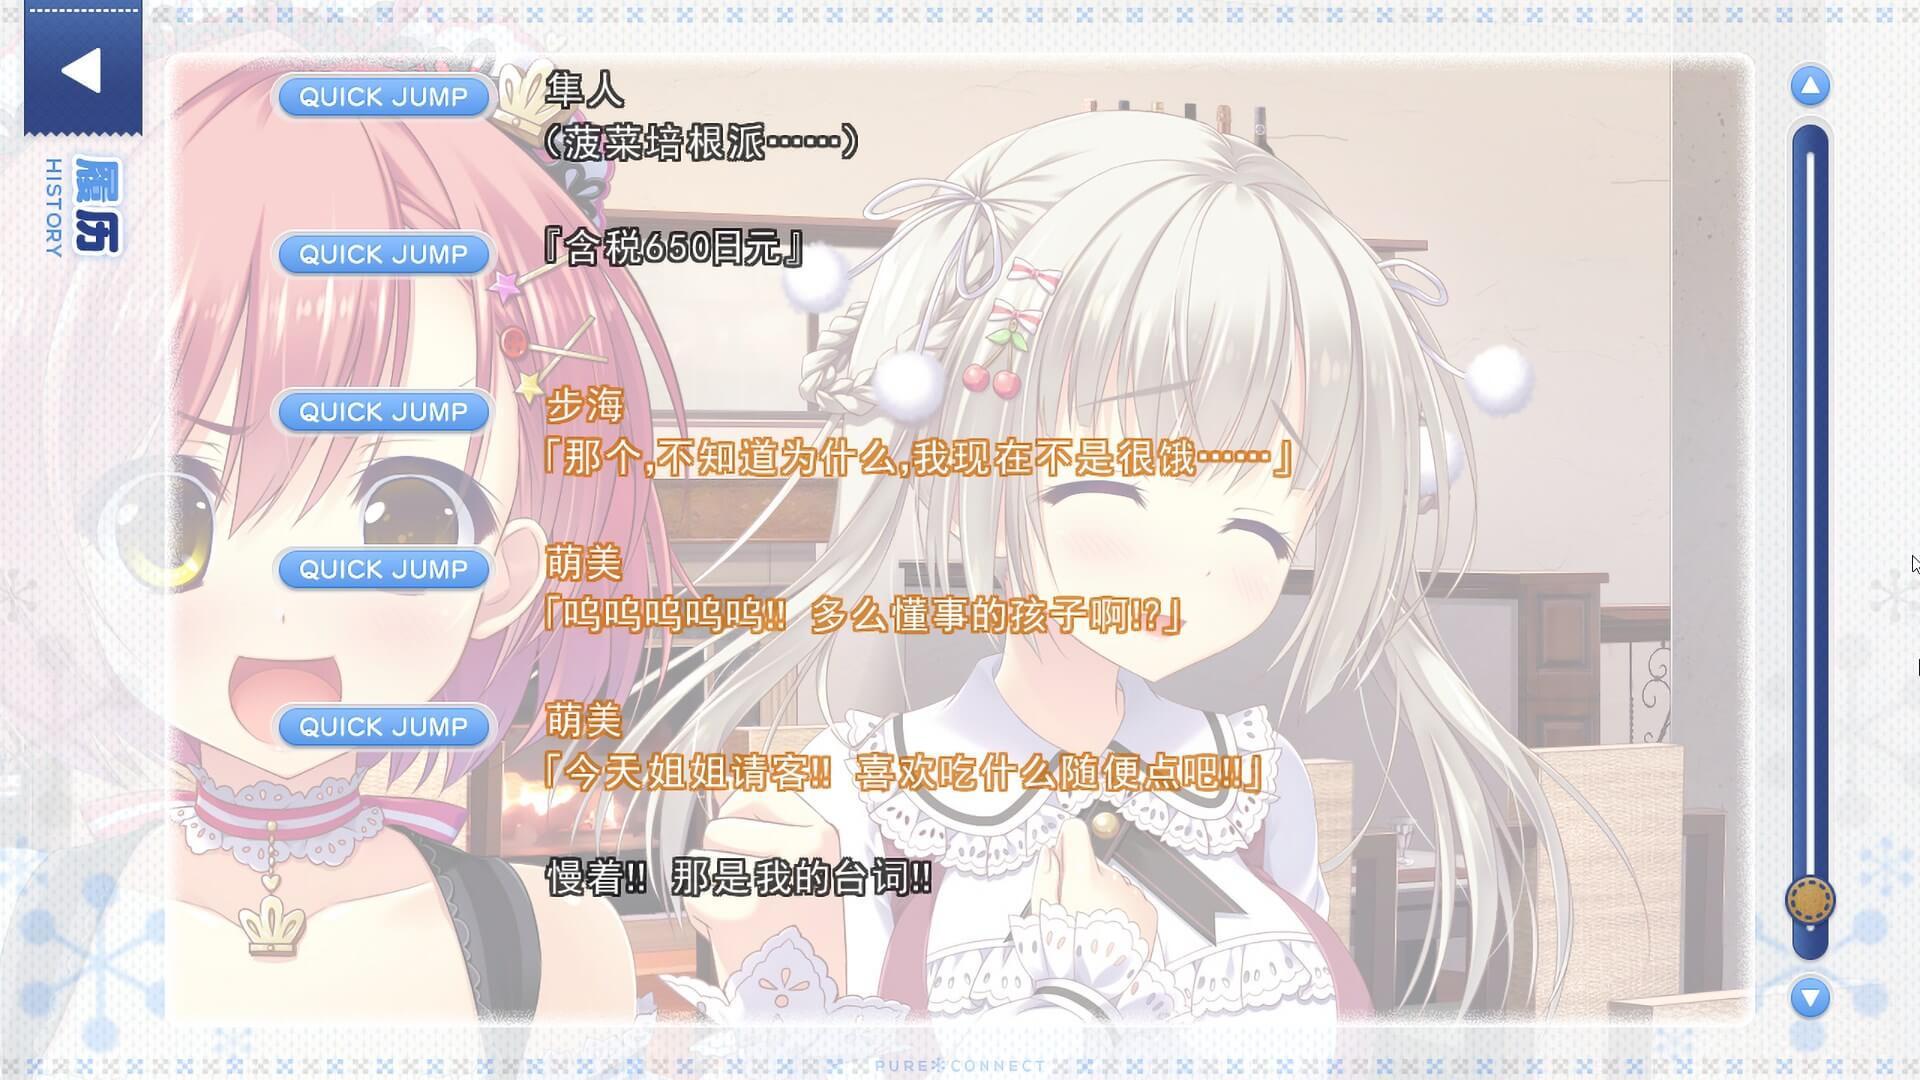 履历
HISTORY
QUICK JUMP
隼人
（菠菜培根派……）
QUICK JUMP
『含税650日元』
QUICK JUMP
步海
「那个,不知道为什么,我现在不是很饿……」
QUICK JUMP
萌美
「呜呜呜呜呜!! 多么懂事的孩子啊!?」
QUICK JUMP
萌美
「今天姐姐请客!! 喜欢吃什么随便点吧!!」
慢着!! 那是我的台词!!
PURE CONNECT